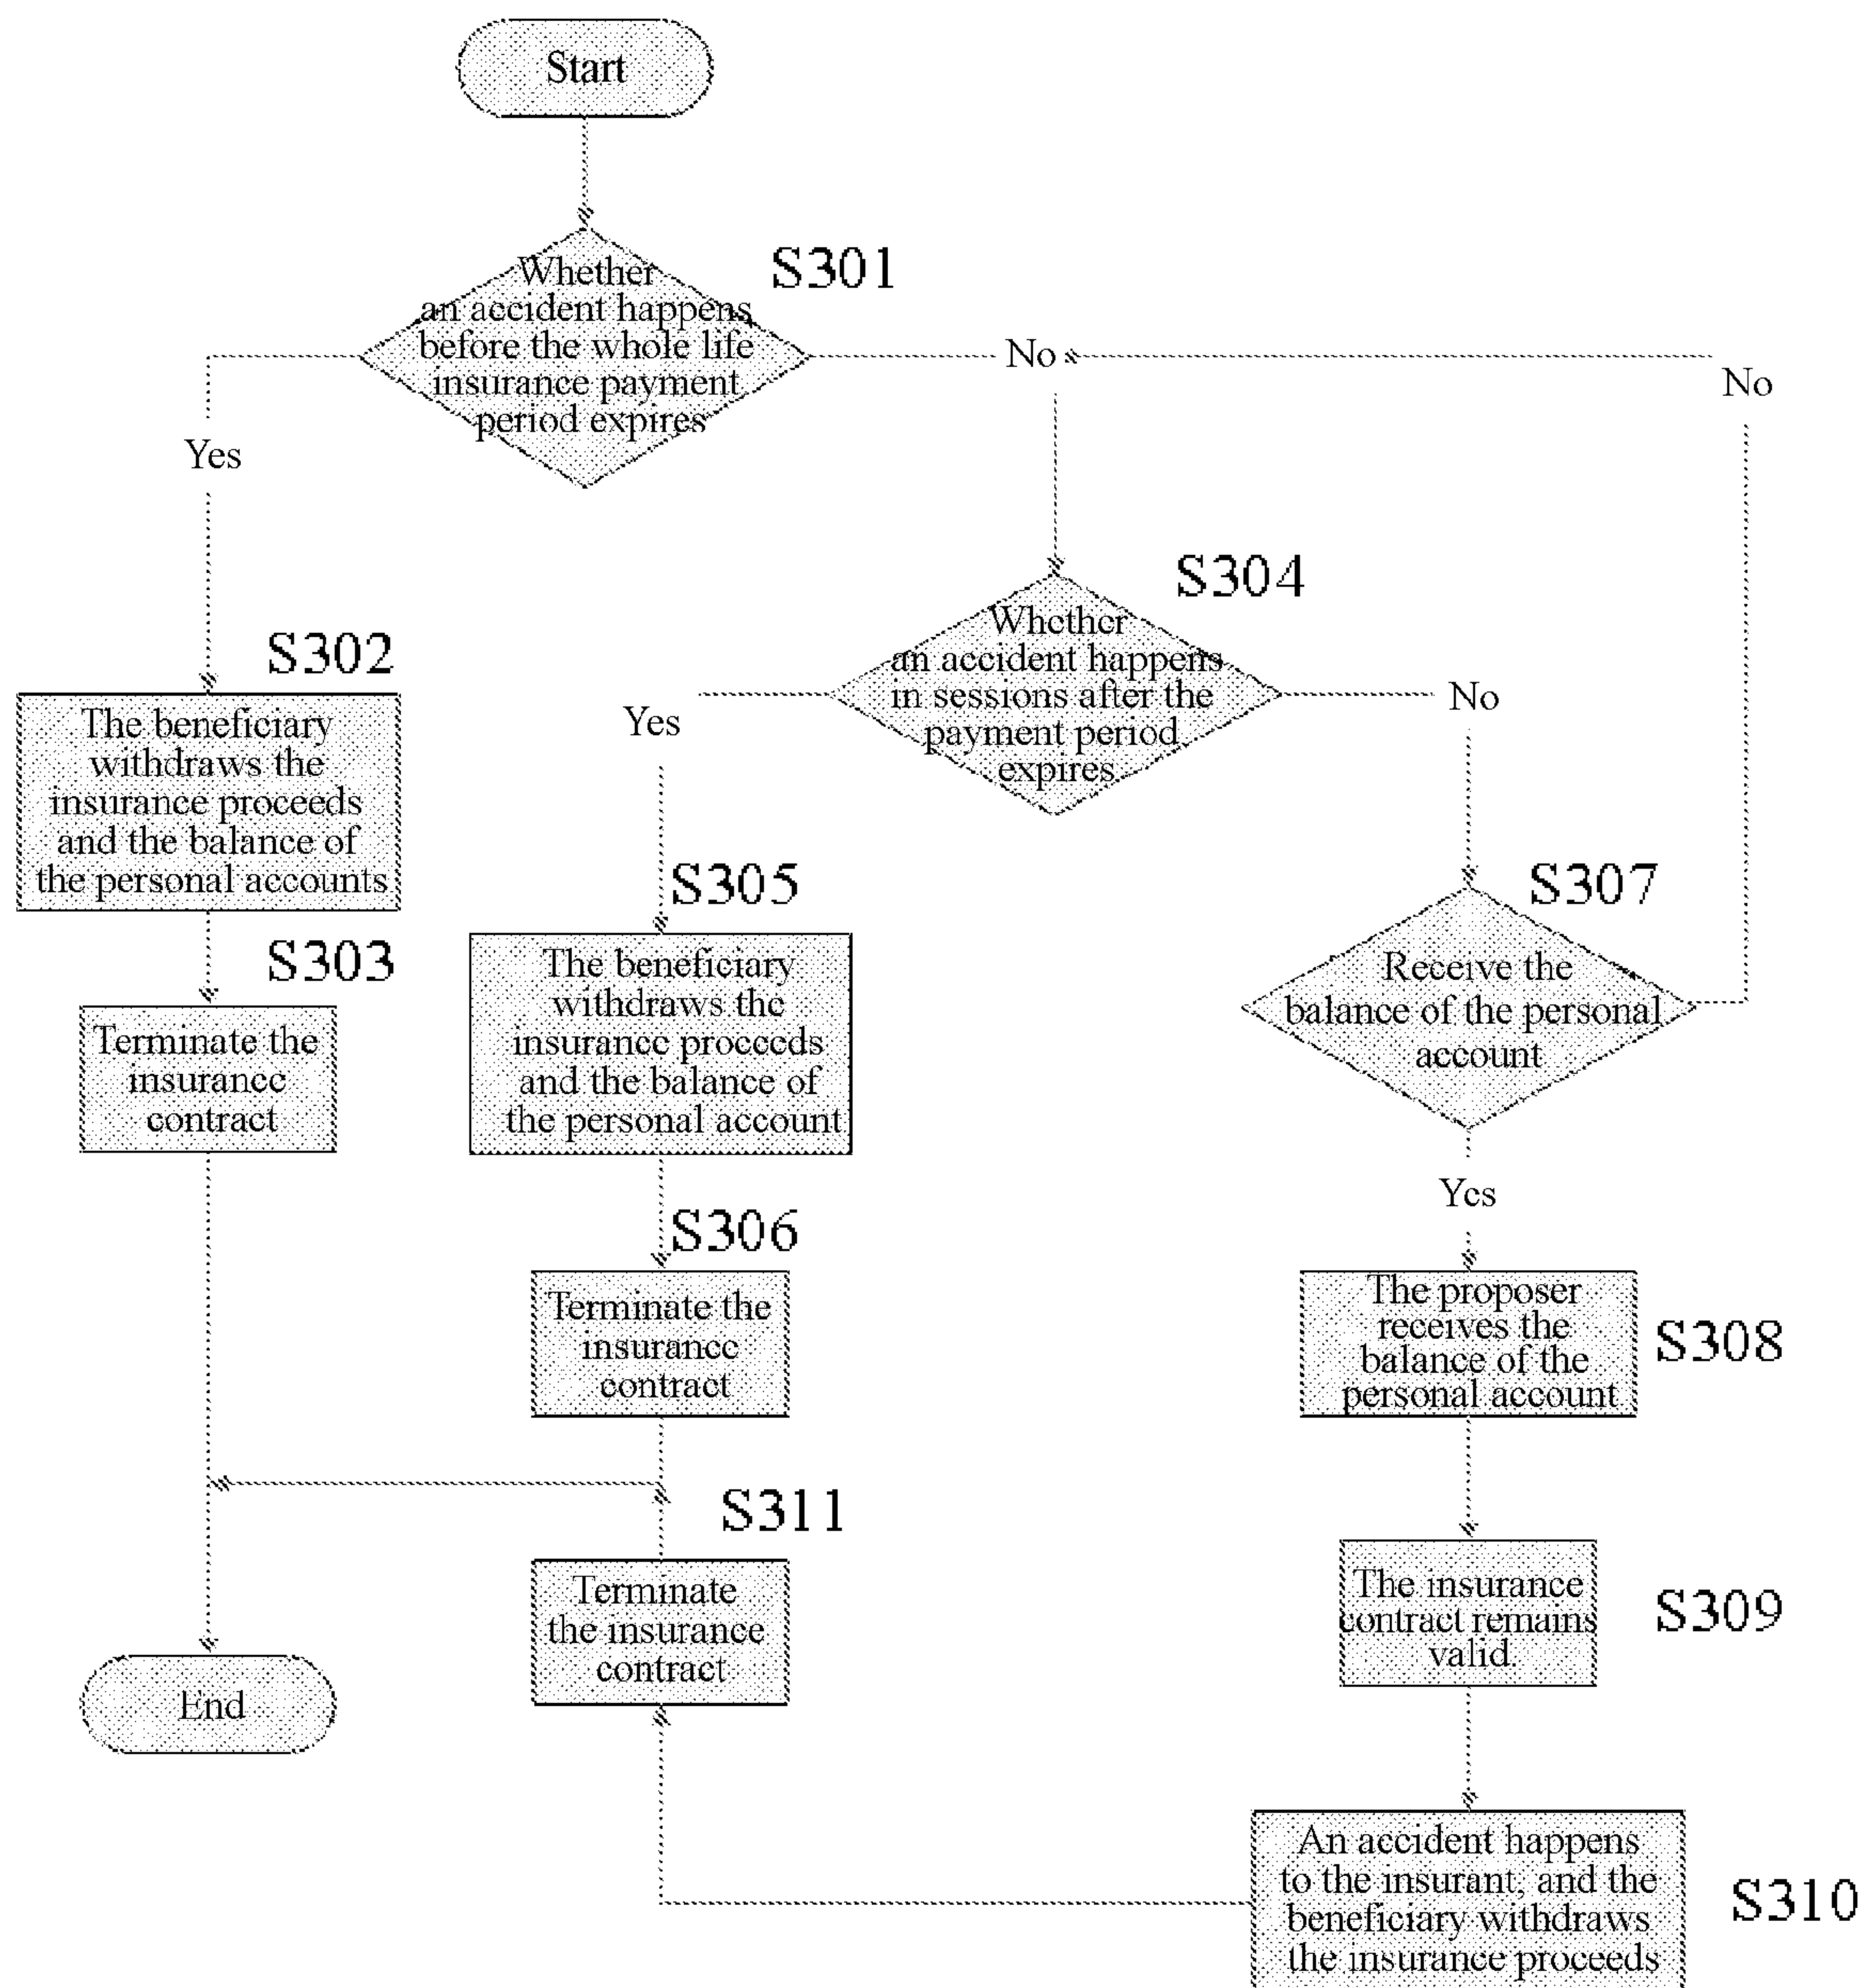 Start
S301
Whether
an accident happens
before the whole life
insurance payment
period expires
No
No
Yes
S304
Whether
an accident happens
in sessions after the
payment period
expires
Yes
No
S302
The beneficiary
withdraws the
insurance proceeds
and the balance of
the personal accounts
S305
The beneficiary
withdraws the
insurance proceeds
and the balance of
the personal account
S307
Receive the
balance of the personal
account
S303
Terminate the
insurance
contract
Yes
S306
Terminate the
insurance
contract
The proposer
receives the
balance of the
personal account
S308
S311
Terminate
the insurance
contract
The insurance
contract remains
valid.
S309
End
An accident happens
to the insurant, and the
beneficiary withdraws
the insurance proceeds
S310